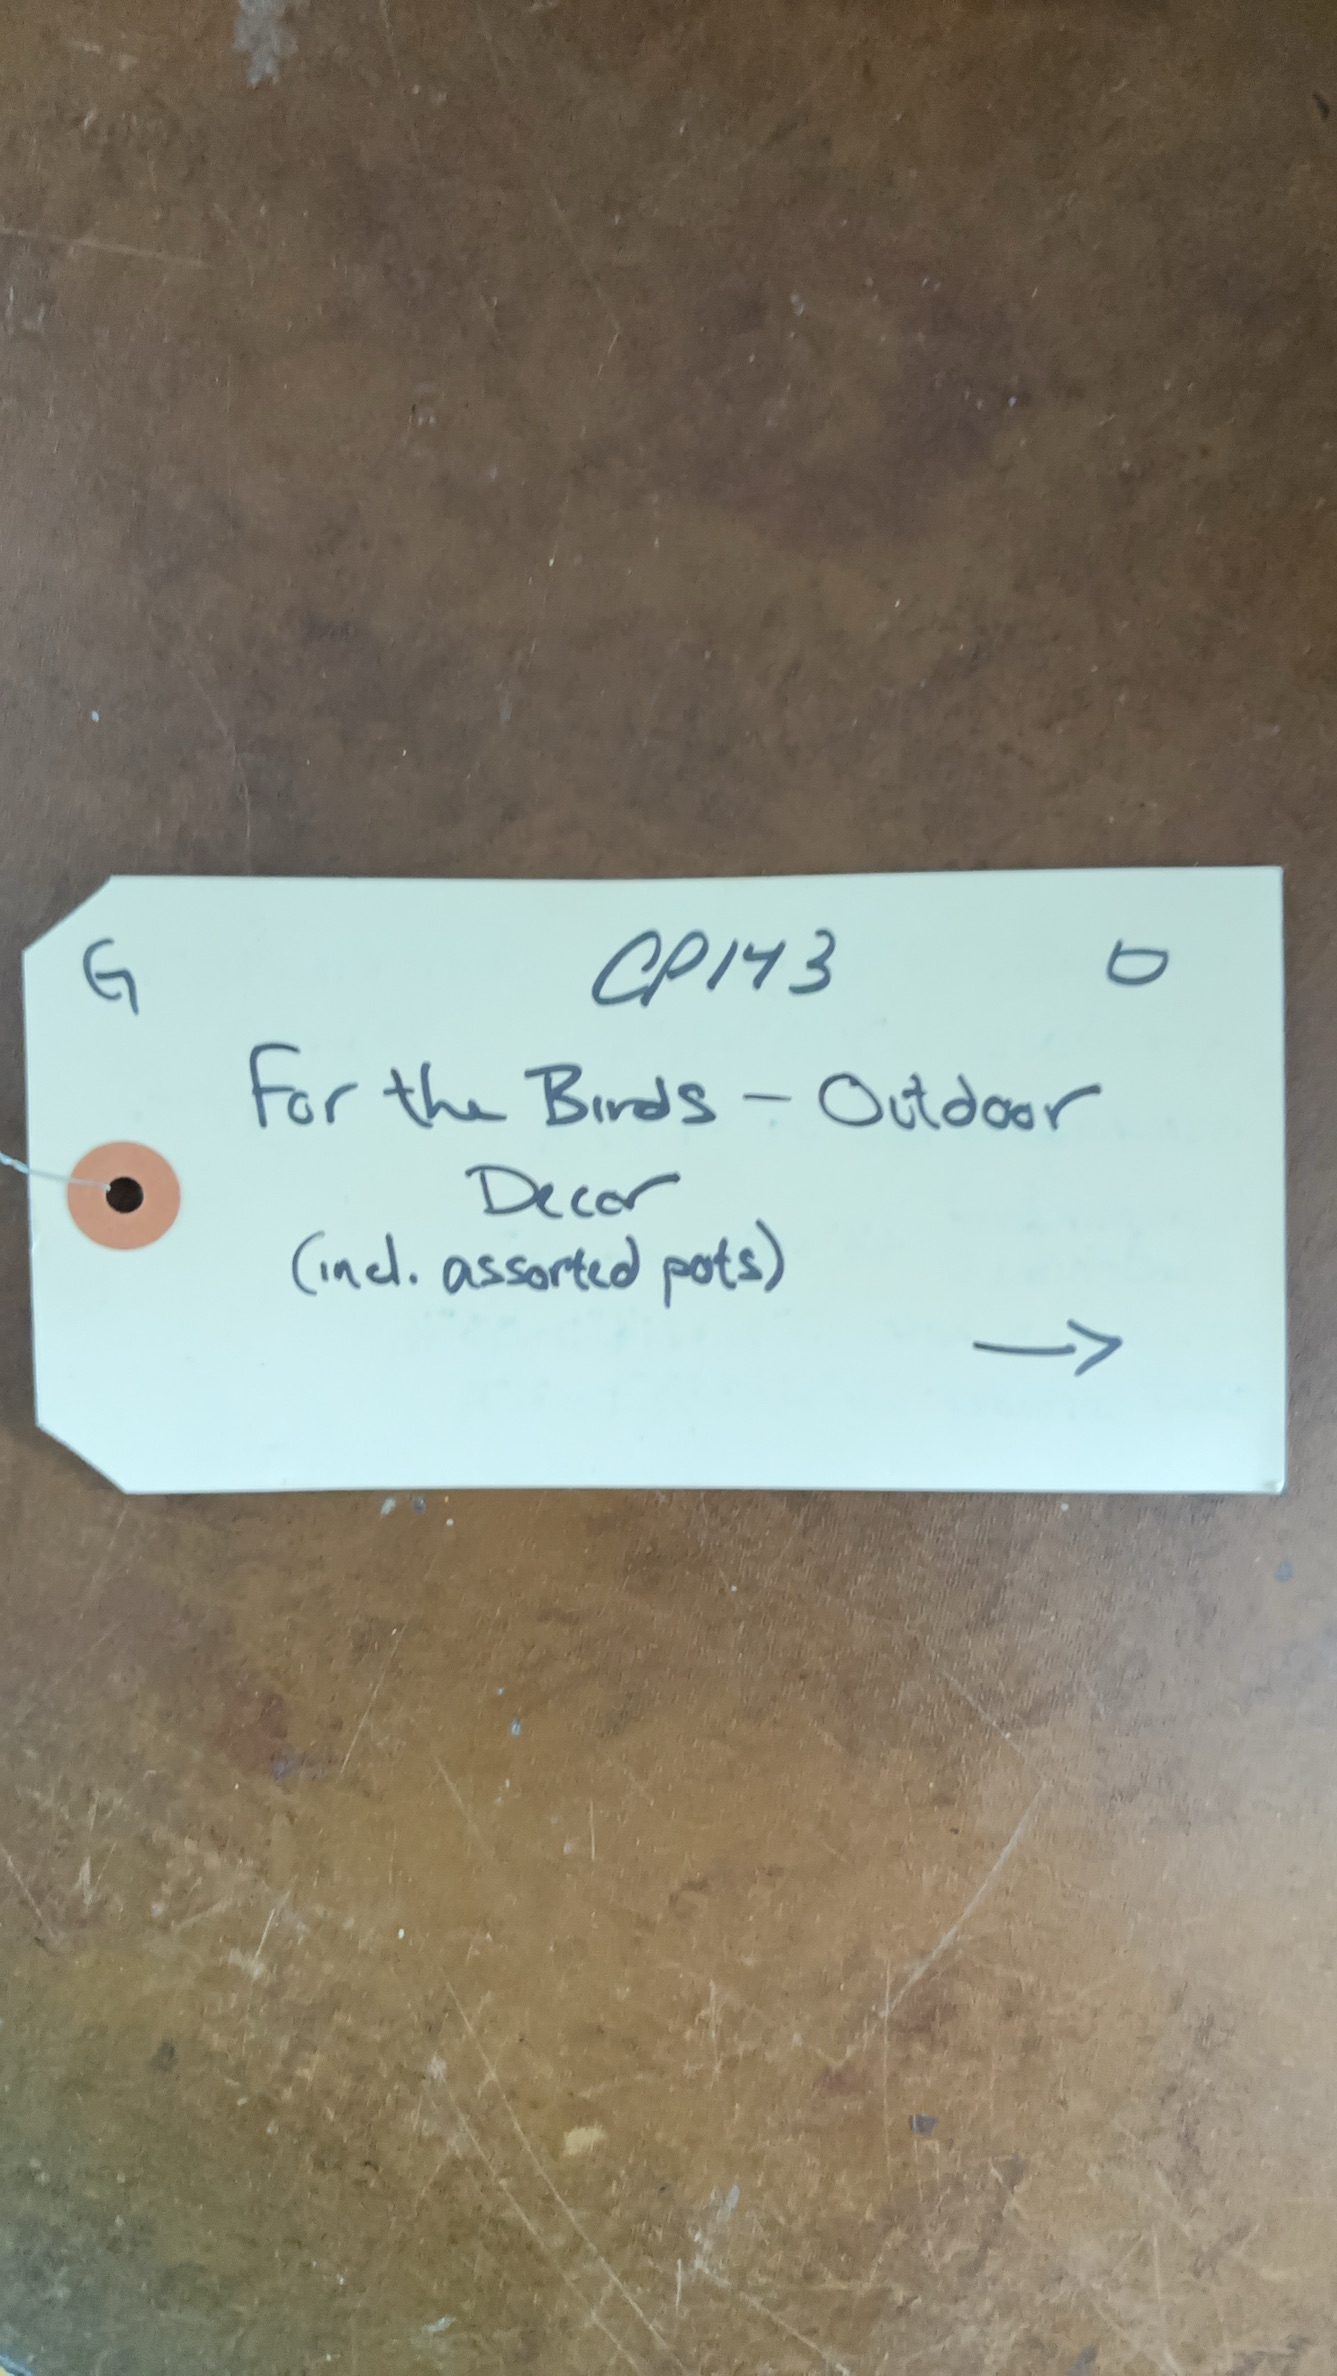 G CP143 O
For the Birds - Outdoor
Decor
(incl. assorted pots)
→